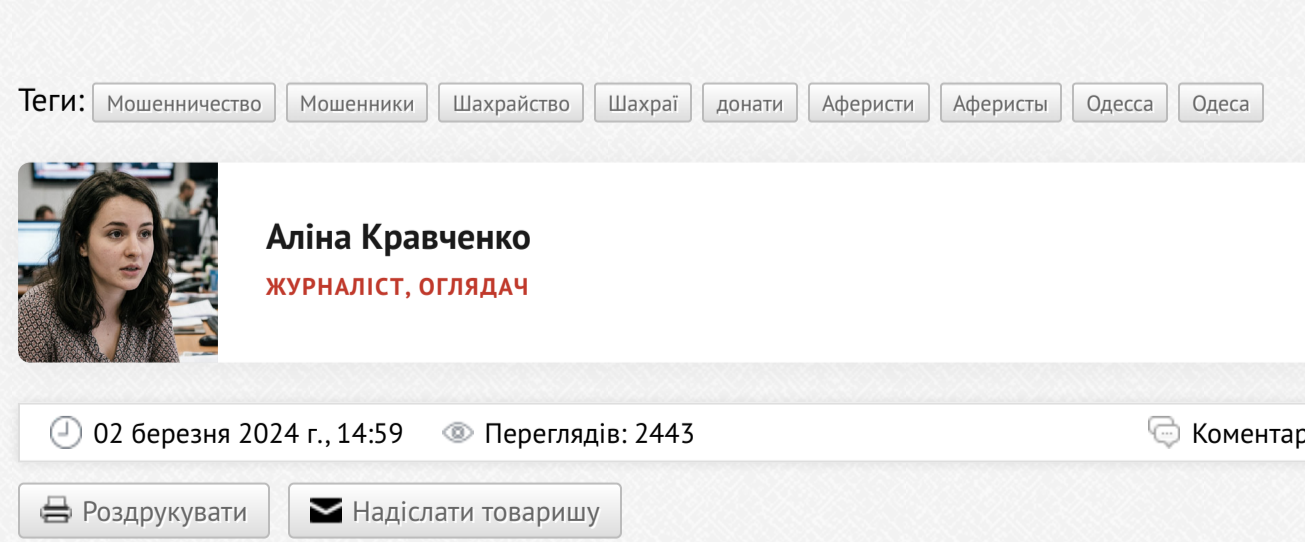 Теги: Мошенничество Мошенники Шахрайство Шахраї донати Аферисти Аферисты Одесса Одеса
Аліна Кравченко
ЖУРНАЛІСТ, ОГЛЯДАЧ
02 березня 2024 г., 14:59 Переглядів: 2443 Коментар
Роздрукувати Надіслати товаришу